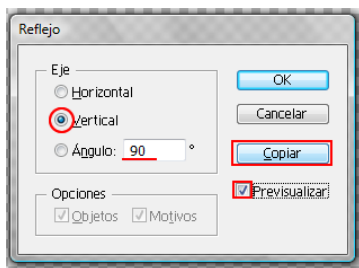 Reflejo
Eje
Horizontal
Vertical
Ángulo: 90 °
Opciones
Objetos Motivos
OK
Cancelar
Copiar
Previsualizar